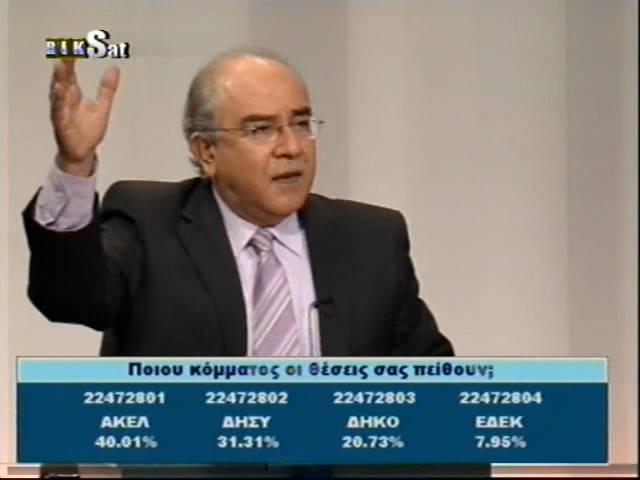 RIKSat
Ποιου κόμματος οι θέσεις σας πείθουν;
22472801 22472802 22472803 22472804
ΑΚΕΛ ΔΗΣΥ ΔΗΚΟ ΕΔΕΚ
40.01% 31.31% 20.73% 7.95%